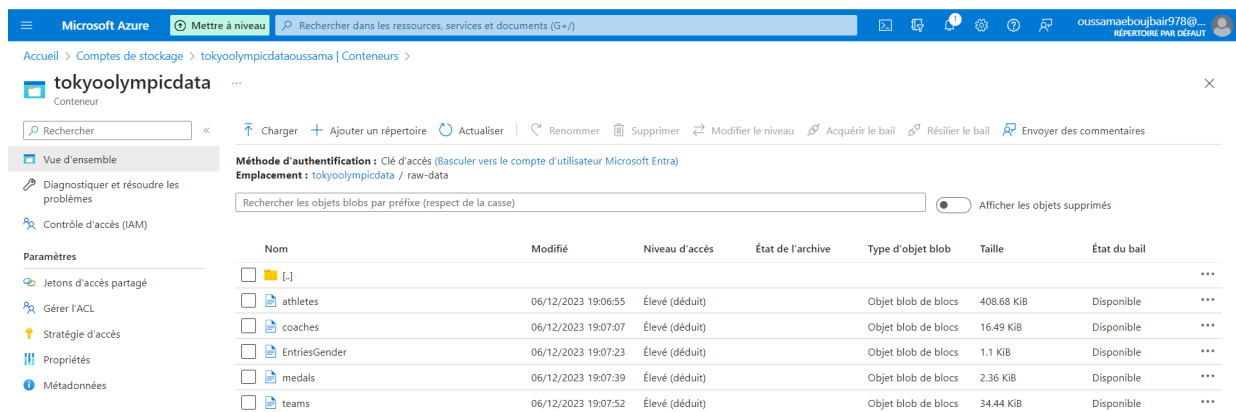 Microsoft Azure
Mettre à niveau
Rechercher dans les ressources, services et documents (G+/)
1
oussamaeboujbair978@...
RÉPERTOIRE PAR DÉFAUT
Accueil > Comptes de stockage > tokyoolympicdataoussama | Conteneurs >
tokyoolympicdata ...
Conteneur
Rechercher
«
Charger Ajouter un répertoire Actualiser Renommer Supprimer Modifier le niveau Acquérir le bail Résilier le bail Envoyer des commentaires
Vue d'ensemble
Diagnostiquer et résoudre les
problèmes
Contrôle d'accès (IAM)
Paramètres
Jetons d'accès partagé
Gérer l'ACL
Stratégie d'accès
Propriétés
Métadonnées
Méthode d'authentification : Clé d'accès (Basculer vers le compte d'utilisateur Microsoft Entra)
Emplacement : tokyoolympicdata / raw-data
Rechercher les objets blobs par préfixe (respect de la casse)
Afficher les objets supprimés
Nom Modifié Niveau d'accès État de l'archive Type d'objet blob Taille État du bail
[..] ...
athletes 06/12/2023 19:06:55 Élevé (déduit) Objet blob de blocs 408.68 KiB Disponible ...
coaches 06/12/2023 19:07:07 Élevé (déduit) Objet blob de blocs 16.49 KiB Disponible ...
EntriesGender 06/12/2023 19:07:23 Élevé (déduit) Objet blob de blocs 1.1 KiB Disponible ...
medals 06/12/2023 19:07:39 Élevé (déduit) Objet blob de blocs 2.36 KiB Disponible ...
teams 06/12/2023 19:07:52 Élevé (déduit) Objet blob de blocs 34.44 KiB Disponible ...